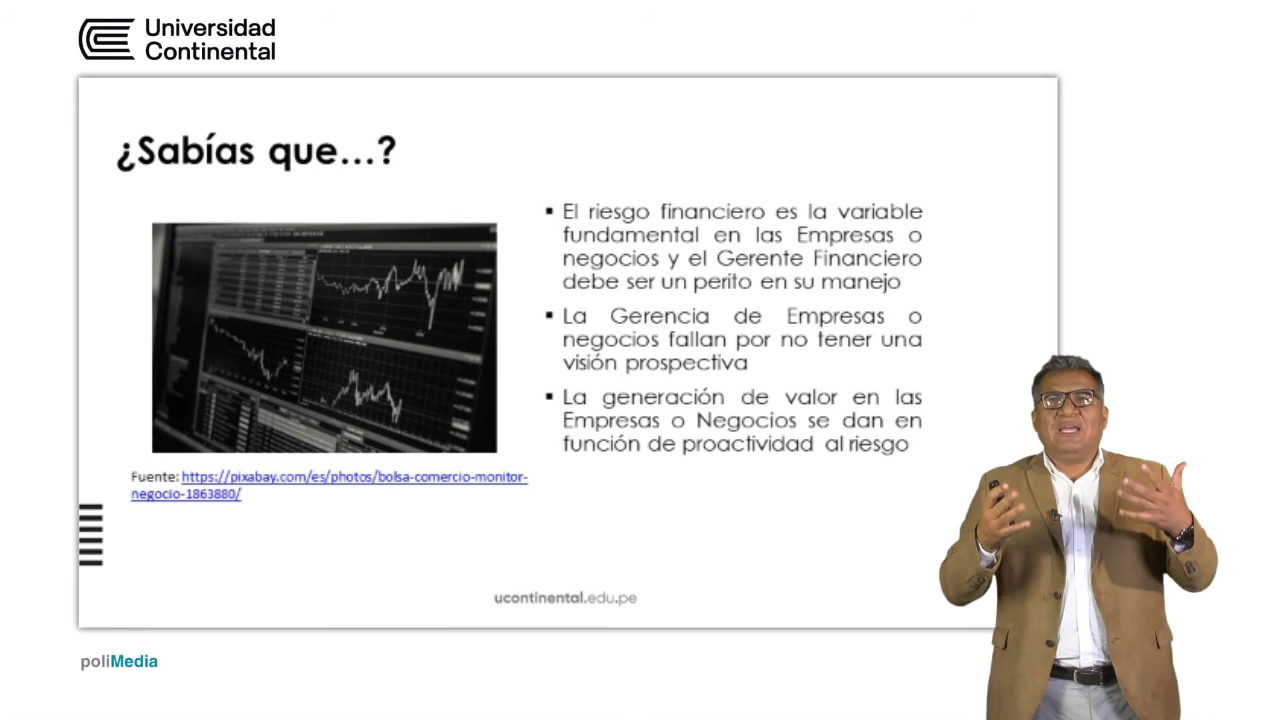 Universidad
Continental
¿Sabías que...?
▪ El riesgo financiero es la variable
fundamental en las Empresas o
negocios y el Gerente Financiero
debe ser un perito en su manejo
▪ La Gerencia de Empresas o
negocios fallan por no tener una
visión prospectiva
▪ La generación de valor en las
Empresas o Negocios se dan en
función de proactividad al riesgo
Fuente: https://pixabay.com/es/photos/bolsa-comercio-monitor-
negocio-1863880/
ucontinental.edu.pe
poliMedia